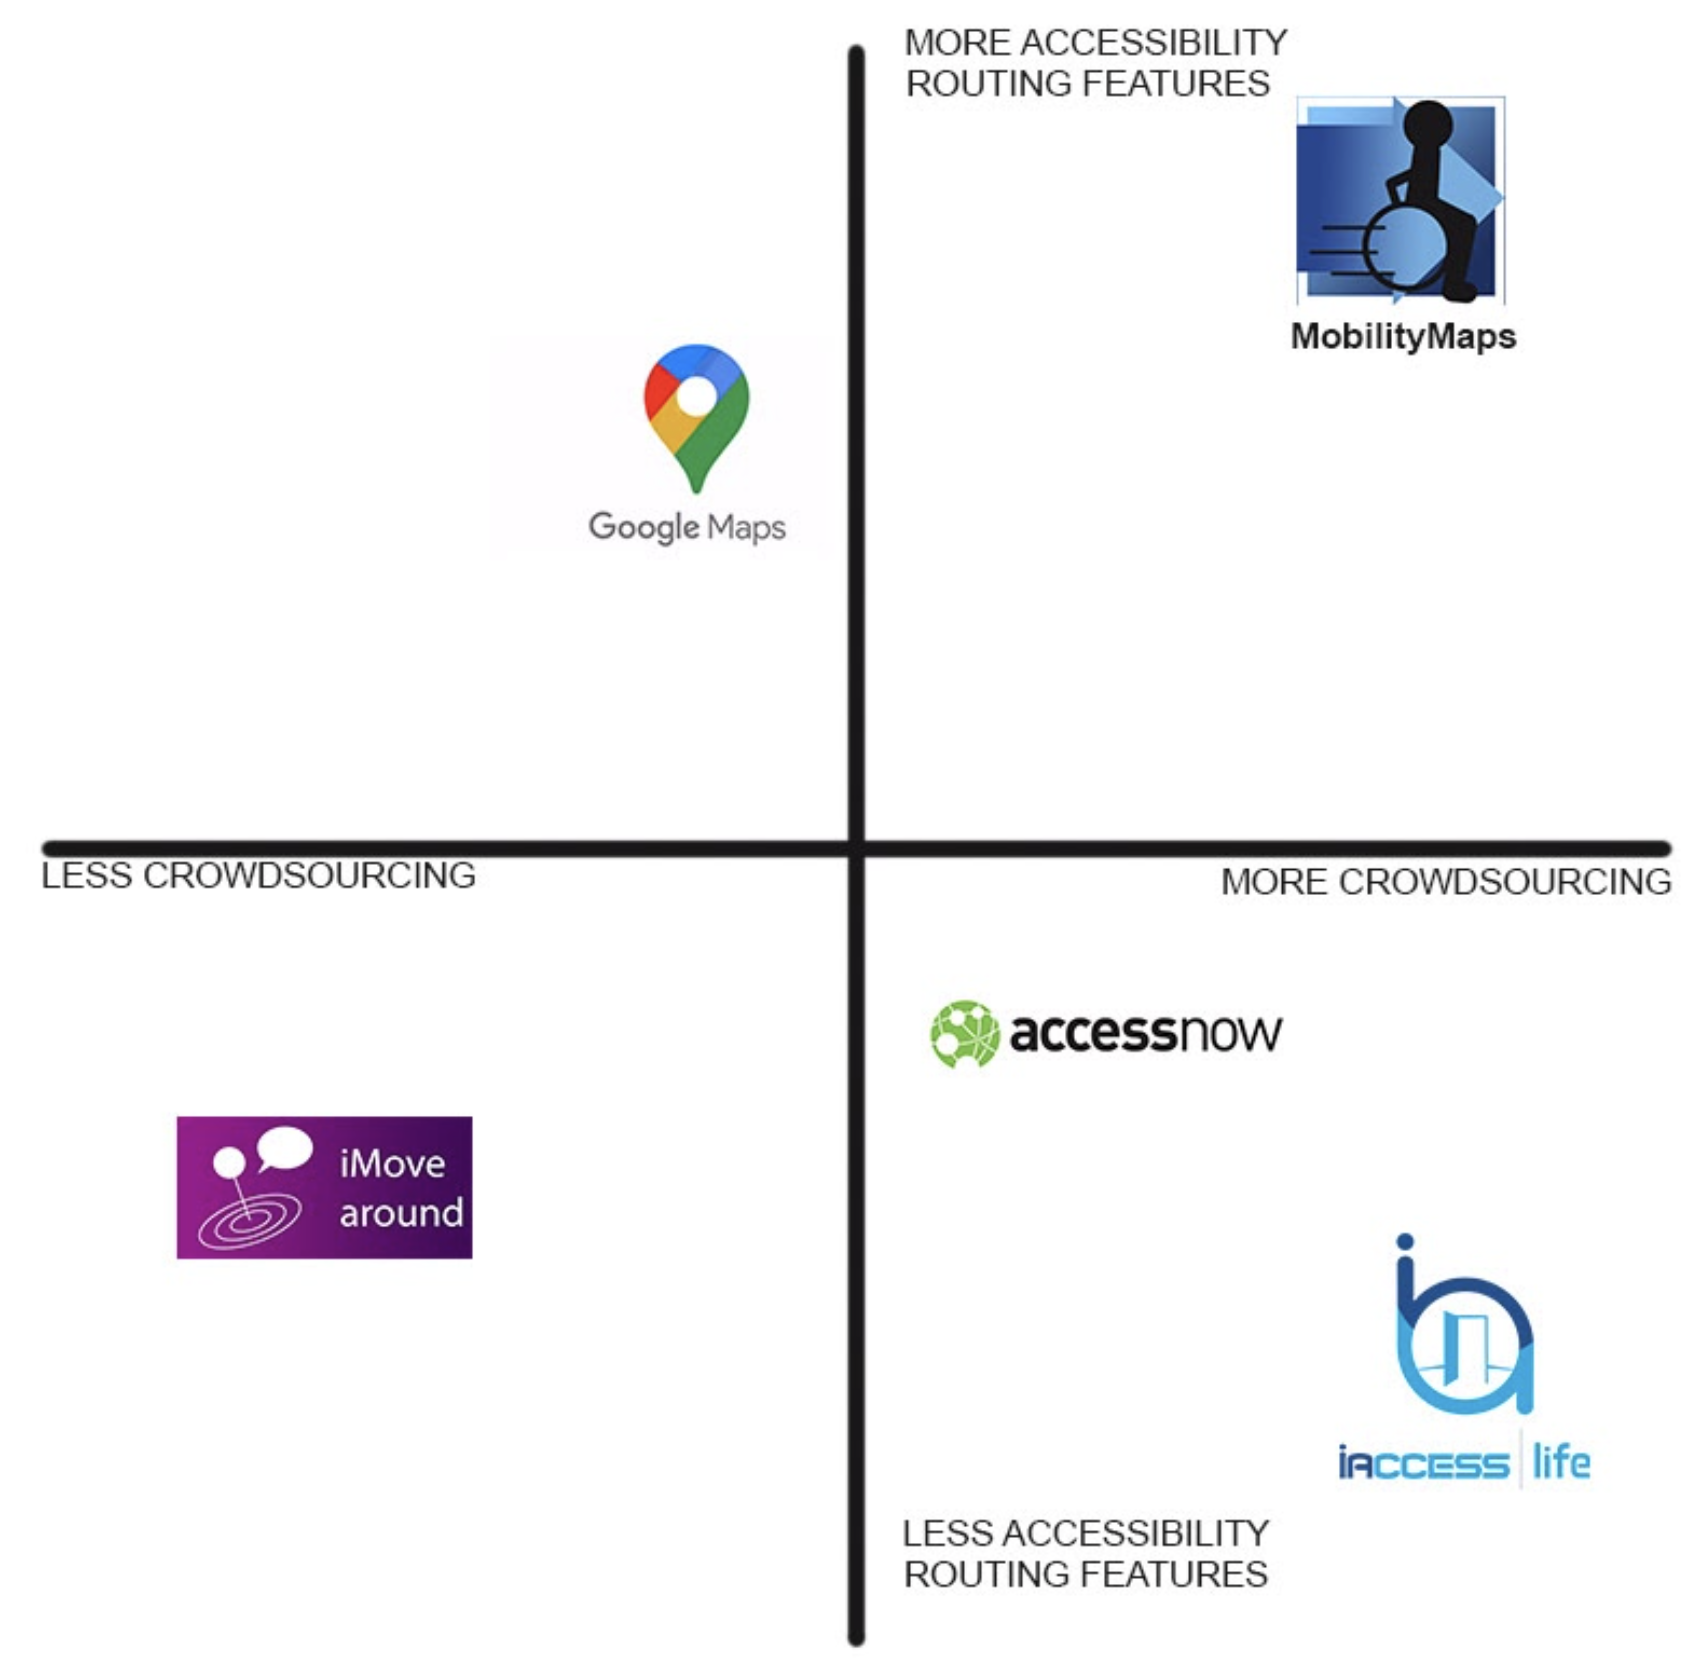 MORE ACCESSIBILITY
ROUTING FEATURES
MobilityMaps
Google Maps
LESS CROWDSOURCING
MORE CROWDSOURCING
accessnow
iMove
around
iACCESS life
LESS ACCESSIBILITY
ROUTING FEATURES